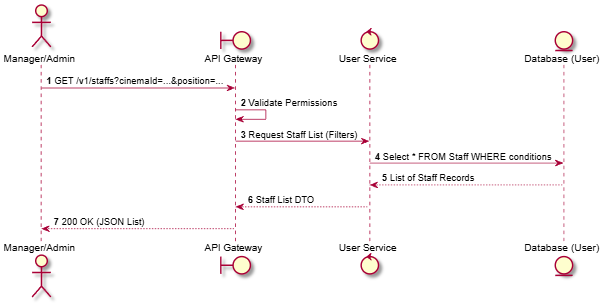 Manager/Admin
API Gateway
User Service
Database (User)
1 GET /v1/staffs?cinemaId=...&position=...
2 Validate Permissions
3 Request Staff List (Filters)
4 Select * FROM Staff WHERE conditions
5 List of Staff Records
6 Staff List DTO
7 200 OK (JSON List)
Manager/Admin
API Gateway
User Service
Database (User)